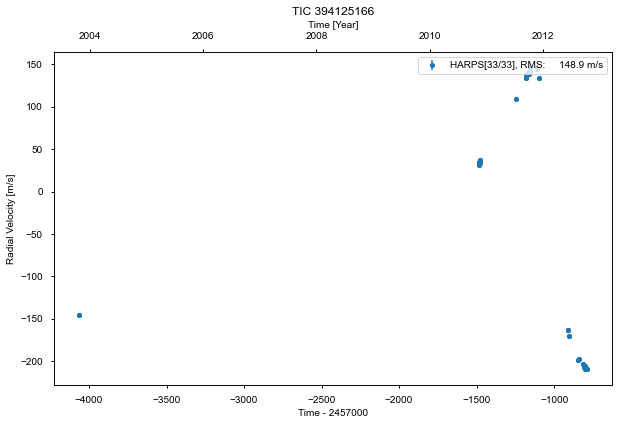 TIC 394125166
Time [Year]
2004 2006 2008 2010 2012
HARPS[33/33], RMS: 148.9 m/s
150
100
50
0
−50
−100
−150
−200
Radial Velocity [m/s]
−4000 −3500 −3000 −2500 −2000 −1500 −1000
Time - 2457000